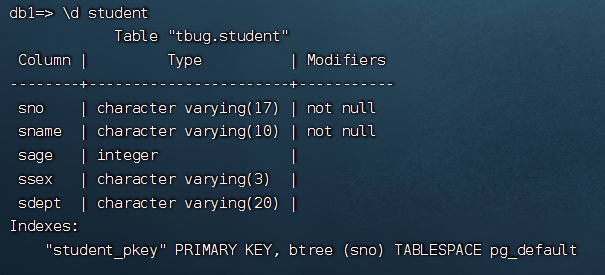 db1=> \d student
            Table "tbug.student"
 Column |         Type          | Modifiers
--------+-----------------------+-----------
 sno    | character varying(17) | not null
 sname  | character varying(10) | not null
 sage   | integer               |
 ssex   | character varying(3)  |
 sdept  | character varying(20) |
Indexes:
    "student_pkey" PRIMARY KEY, btree (sno) TABLESPACE pg_default